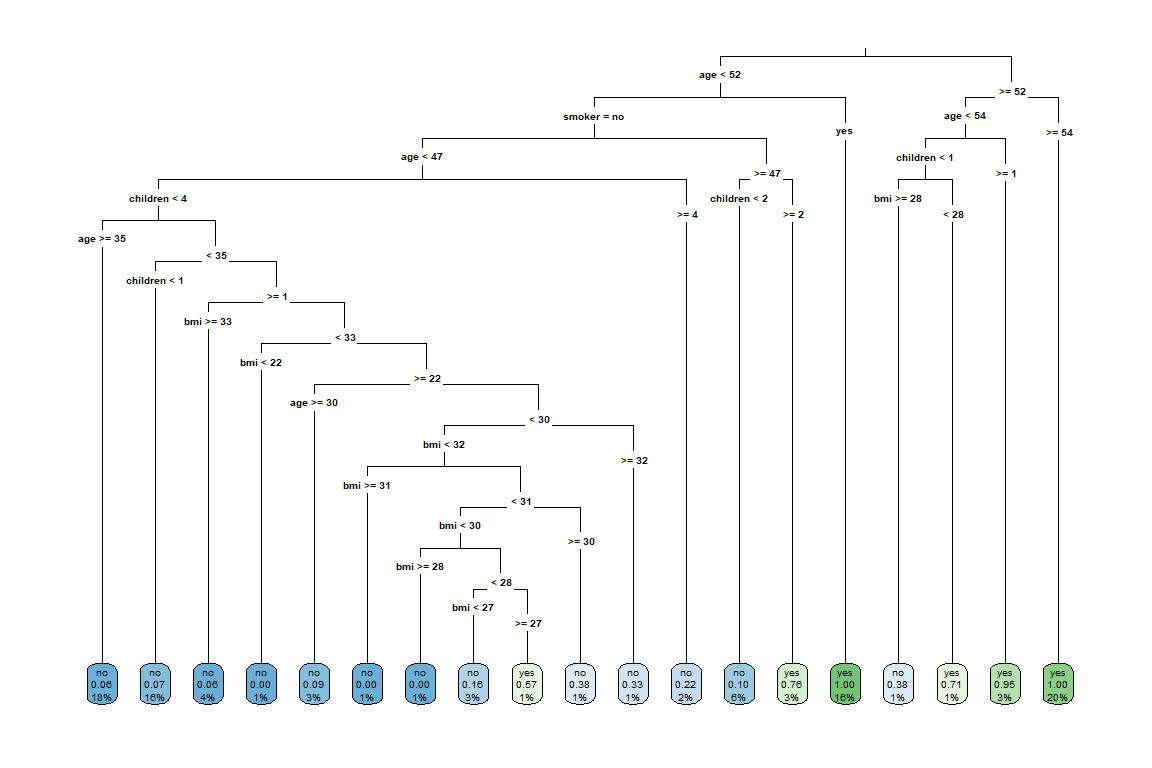 age < 52
>= 52
smoker = no
age < 54
yes
>= 54
age < 47
children < 1
>= 47
>= 1
children < 4
children < 2
bmi >= 28
>= 4
>= 2
< 28
age >= 35
< 35
children < 1
>= 1
bmi >= 33
< 33
bmi < 22
>= 22
age >= 30
< 30
bmi < 32
>= 32
bmi >= 31
< 31
bmi < 30
>= 30
bmi >= 28
< 28
bmi < 27
>= 27
no no no no no no no no yes no no no no yes yes no yes yes yes
0.06 0.07 0.06 0.00 0.09 0.00 0.00 0.16 0.57 0.38 0.33 0.22 0.10 0.76 1.00 0.38 0.71 0.95 1.00
18% 16% 4% 1% 3% 1% 1% 3% 1% 1% 1% 2% 6% 3% 16% 1% 1% 3% 20%